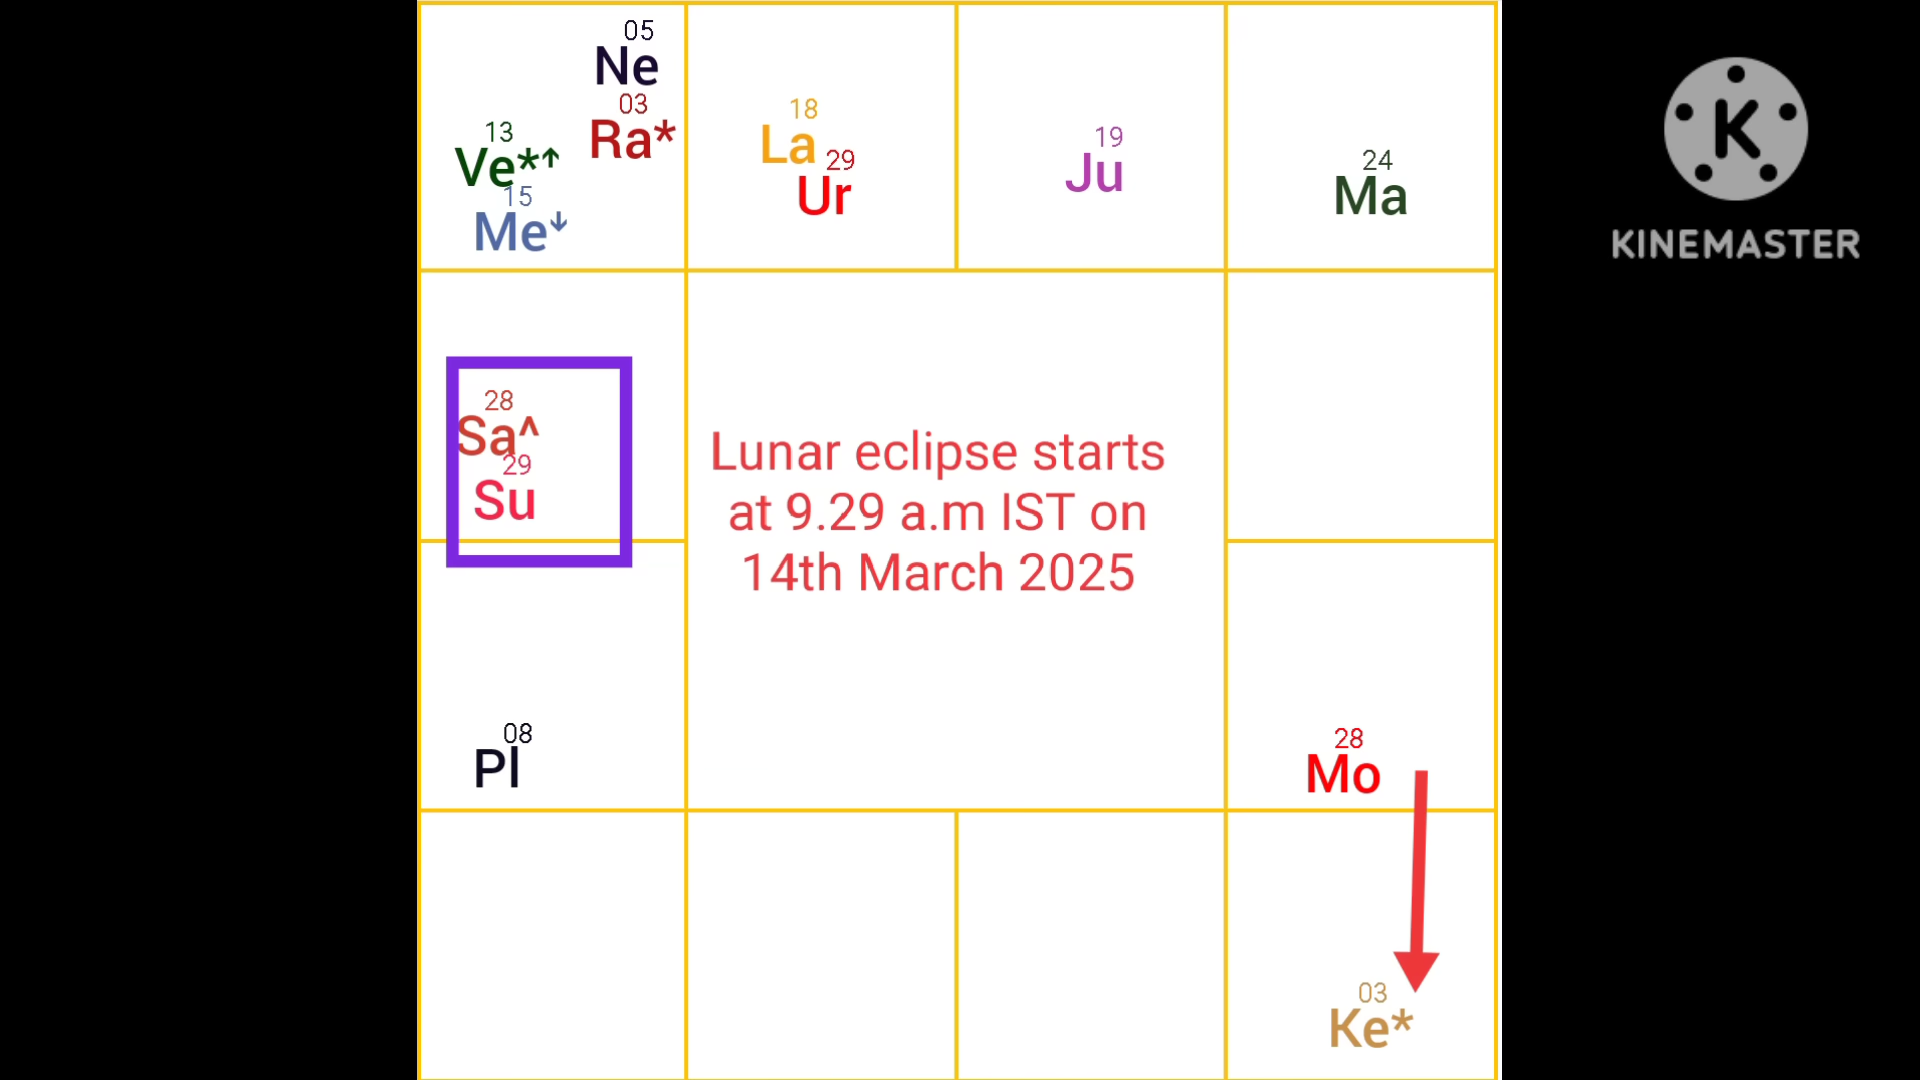 05
Ne
03
Ra*
13
Ve*↑
15
Me↓
18
La
29
Ur
19
Ju
24
Ma
KINEMASTER
28
Sa^
29
Su
Lunar eclipse starts
at 9.29 a.m IST on
14th March 2025
08
Pl
28
Mo
03
Ke*